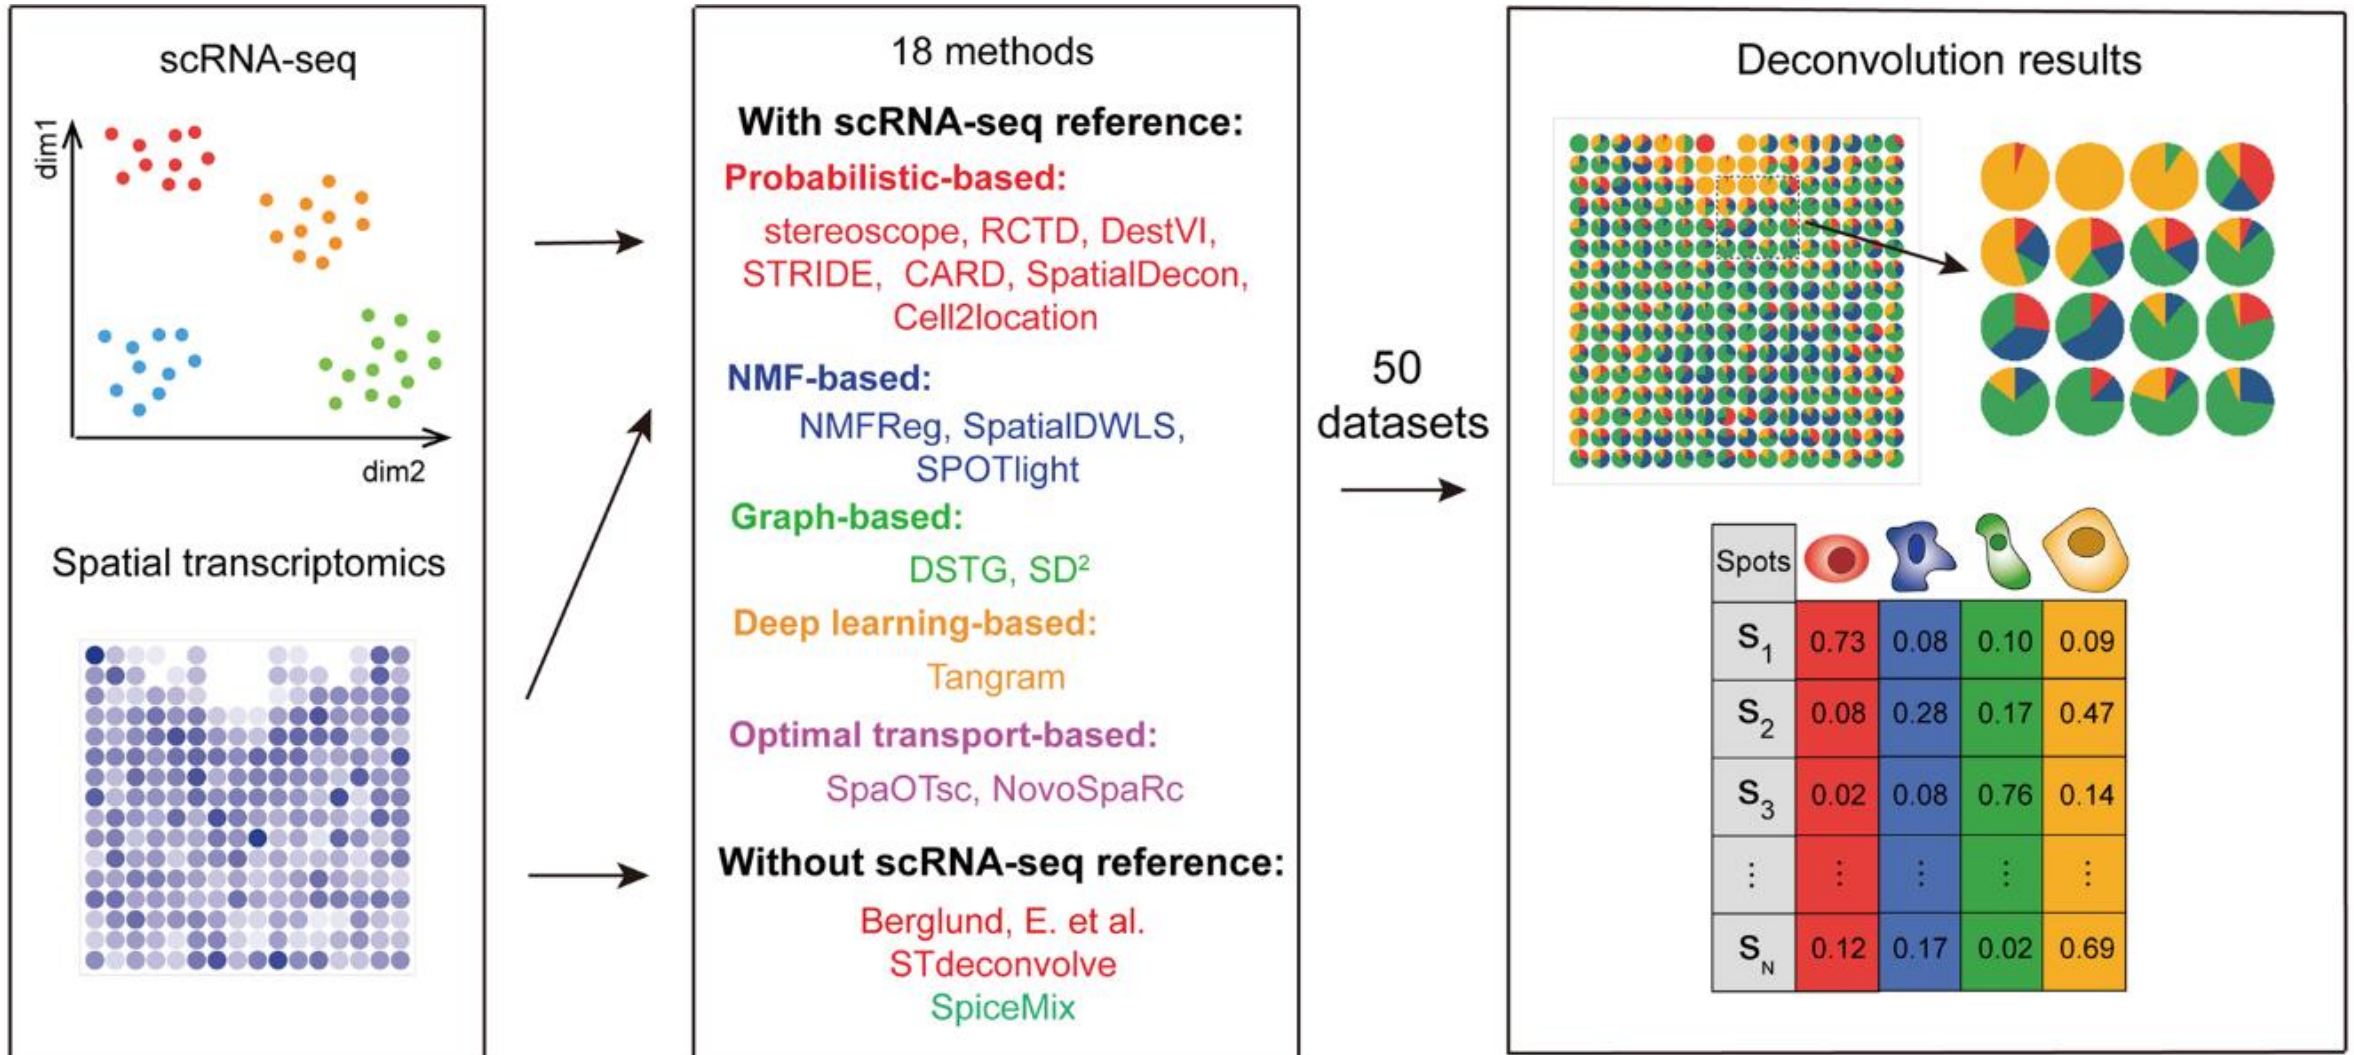 scRNA-seq
dim1
dim2
Spatial transcriptomics
18 methods
With scRNA-seq reference:
Probabilistic-based:
stereoscope, RCTD, DestVI,
STRIDE, CARD, SpatialDecon,
Cell2location
NMF-based:
NMFReg, SpatialDWLS,
SPOTlight
Graph-based:
DSTG, SD²
Deep learning-based:
Tangram
Optimal transport-based:
SpaOTsc, NovoSpaRc
Without scRNA-seq reference:
Berglund, E. et al.
STdeconvolve
SpiceMix
50
datasets
Deconvolution results
Spots
S₁ 0.73 0.08 0.10 0.09
S₂ 0.08 0.28 0.17 0.47
S₃ 0.02 0.08 0.76 0.14
⋮ ⋮ ⋮ ⋮ ⋮
S_N 0.12 0.17 0.02 0.69